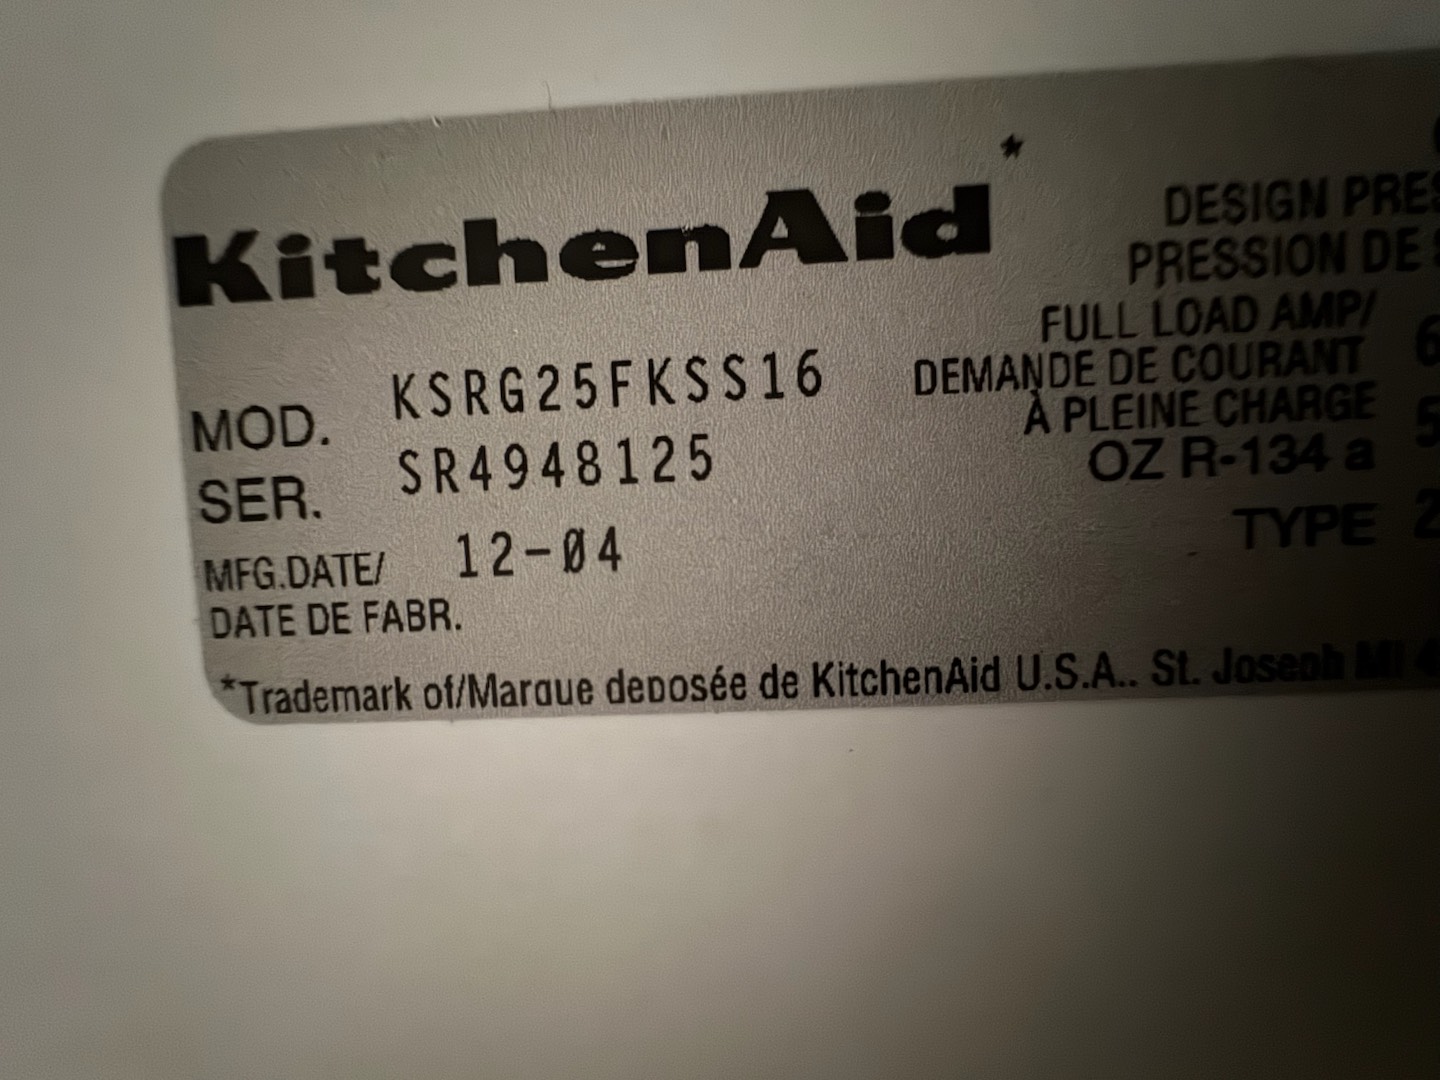 KitchenAid*
MOD. KSRG25FKSS16
SER. SR4948125
MFG.DATE/ 12-04
DATE DE FABR.
DESIGN
PRESSION DE
FULL LOAD AMP/
DEMANDE DE COURANT
À PLEINE CHARGE
OZ R-134 a
TYPE
*Trademark of/Marque deposée de KitchenAid U.S.A.. St. Joseph MI